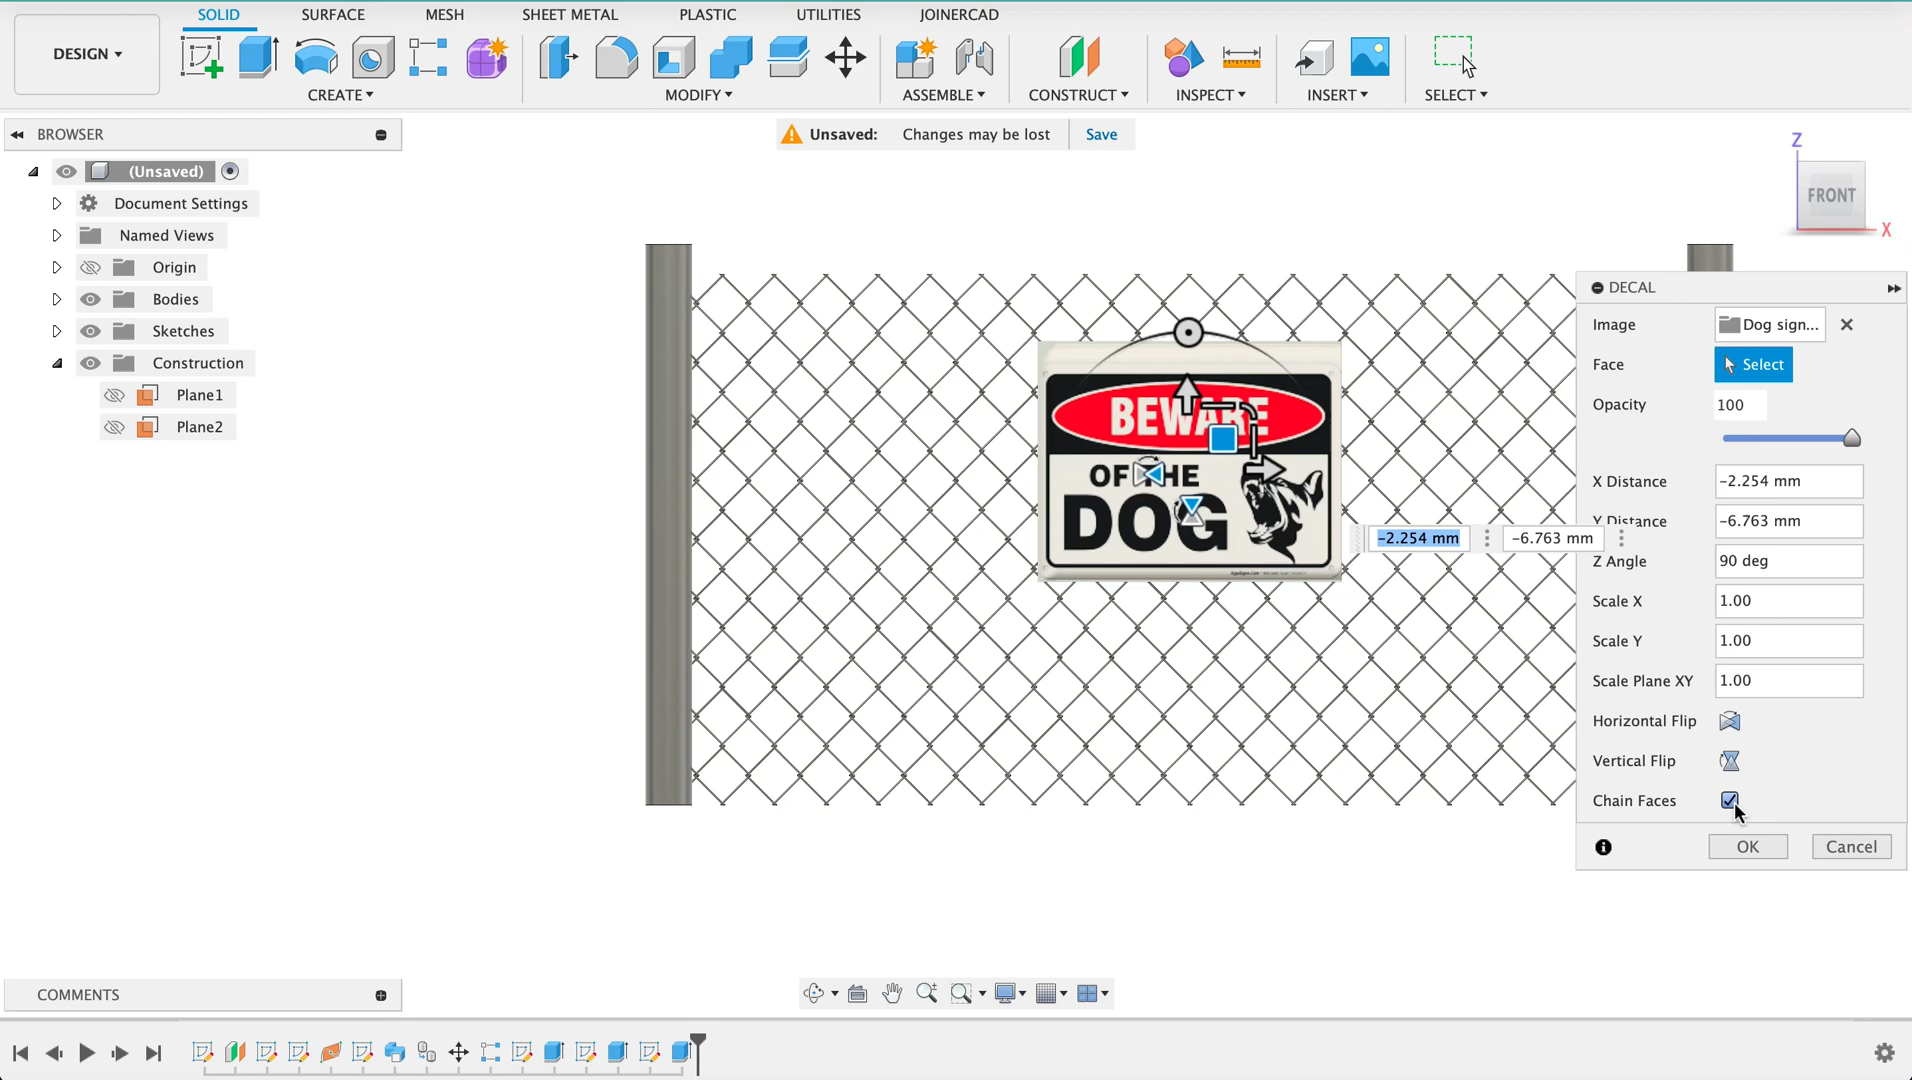 SOLID SURFACE MESH SHEET METAL PLASTIC UTILITIES JOINERCAD
DESIGN
CREATE MODIFY ASSEMBLE CONSTRUCT INSPECT INSERT SELECT
BROWSER
Unsaved: Changes may be lost Save
(Unsaved)
Document Settings
Named Views
Origin
Bodies
Sketches
Construction
Plane1
Plane2
Z
FRONT
X
BEWARE
OF THE
DOG
DECAL
Image Dog sign...
Face Select
Opacity 100
X Distance -2.254 mm
Y Distance -6.763 mm
-2.254 mm -6.763 mm
Z Angle 90 deg
Scale X 1.00
Scale Y 1.00
Scale Plane XY 1.00
Horizontal Flip
Vertical Flip
Chain Faces
OK Cancel
COMMENTS